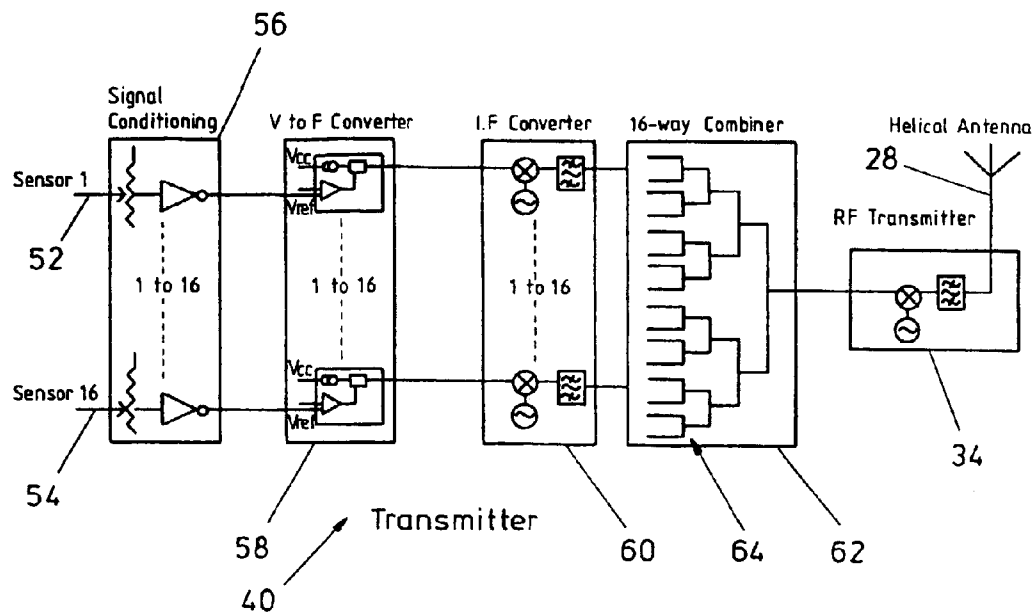 56
Signal
Conditioning
V to F Converter
I.F Converter
16-way Combiner
Helical Antenna
28
RF Transmitter
Sensor 1
52
Vcc
Vref
1 to 16
1 to 16
1 to 16
Sensor 16
54
Vcc
Vref
34
58
Transmitter
40
60
64
62